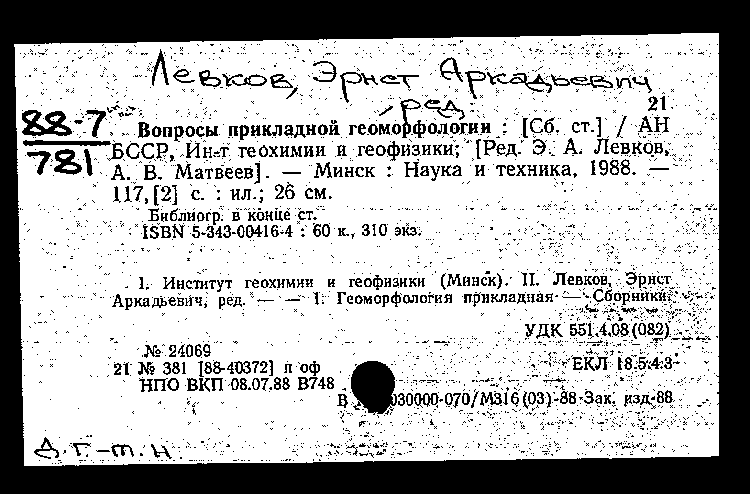 Левков, Эрнст Аркадьевич
ред.
21
88-7
781
Вопросы прикладной геоморфологии : [Сб. ст.] / АН
БССР, Ин-т геохимии и геофизики; [Ред. Э. А. Левков,
А. В. Матвеев]. — Минск : Наука и техника, 1988. —
117,[2] с. : ил.; 26 см.
Библиогр. в конце ст.
ISBN 5-343-00416-4 : 60 к., 310 экз.
1. Институт геохимии и геофизики (Минск). II. Левков, Эрнст
Аркадьевич, ред. — — 1. Геоморфология прикладная — Сборники.
УДК 551.4.08(082)
№ 24069
21 № 381 [88-40372] п оф
ЕКЛ 18.5.4.3
НПО ВКП 08.07.88 В748
В 030000-070/М316(03)-88 Зак. изд-88
Д.Г.-М.Н.